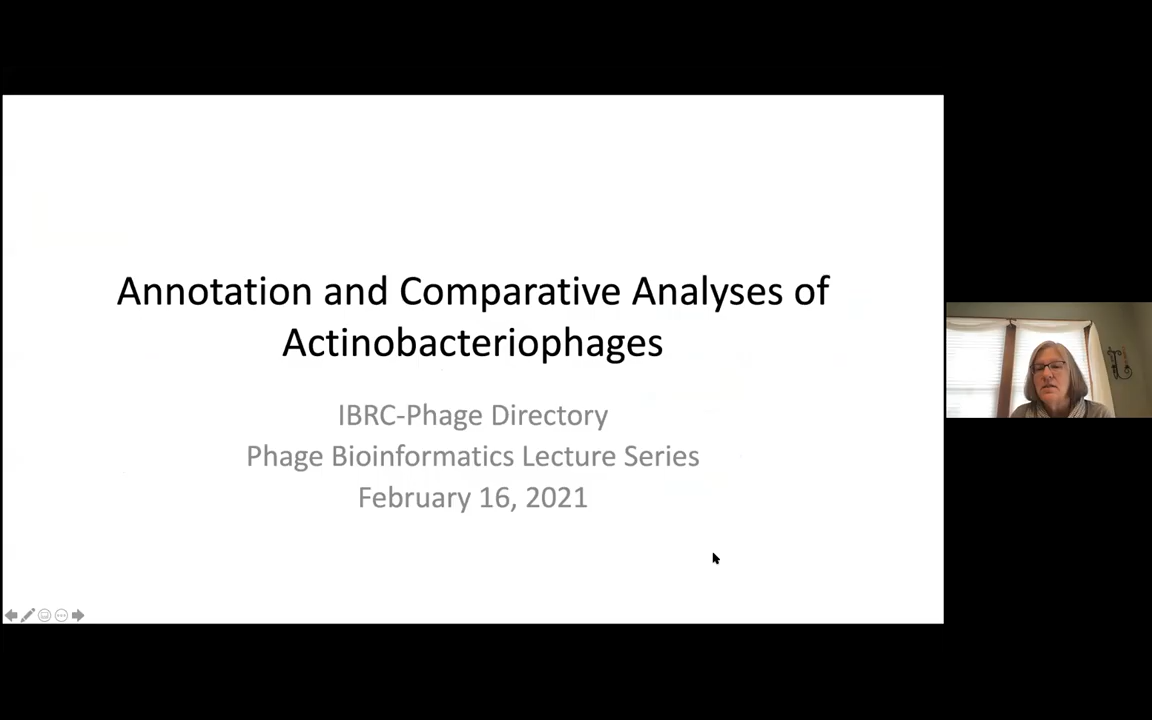 Annotation and Comparative Analyses of
Actinobacteriophages
IBRC-Phage Directory
Phage Bioinformatics Lecture Series
February 16, 2021